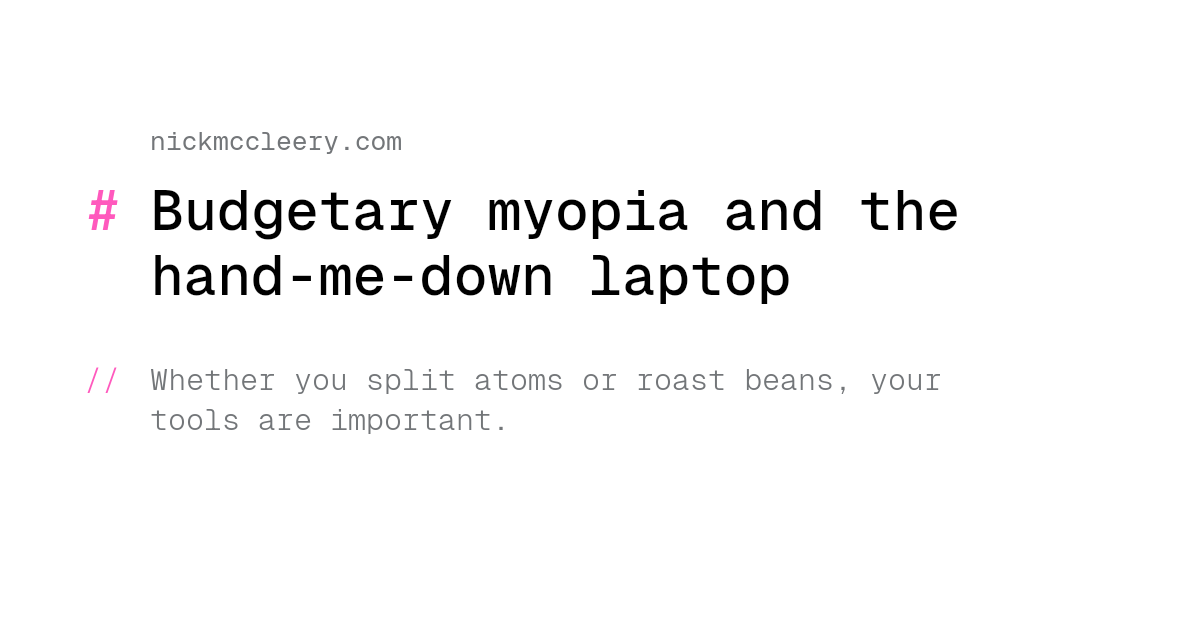 nickmccleery.com
# Budgetary myopia and the
hand-me-down laptop
// Whether you split atoms or roast beans, your
tools are important.